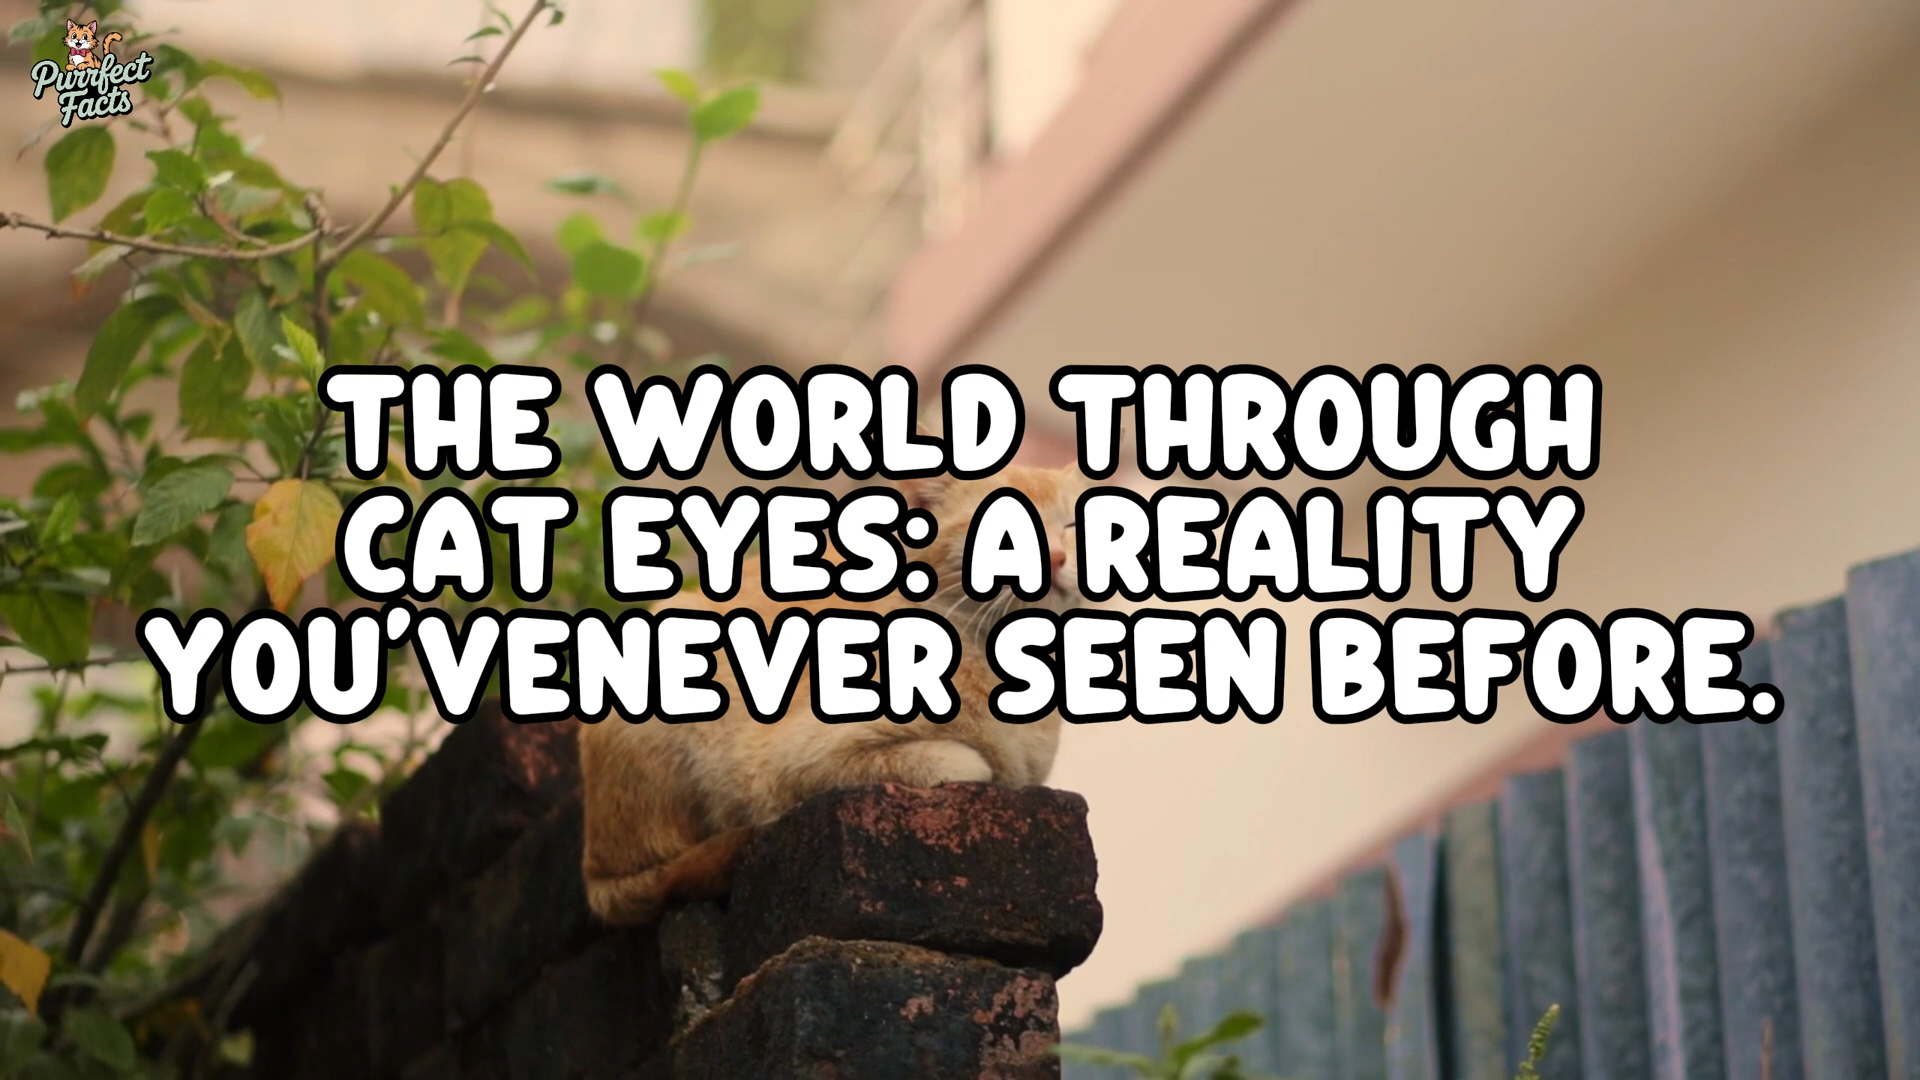 Purrfect
Facts
THE WORLD THROUGH
CAT EYES: A REALITY
YOU'VENEVER SEEN BEFORE.